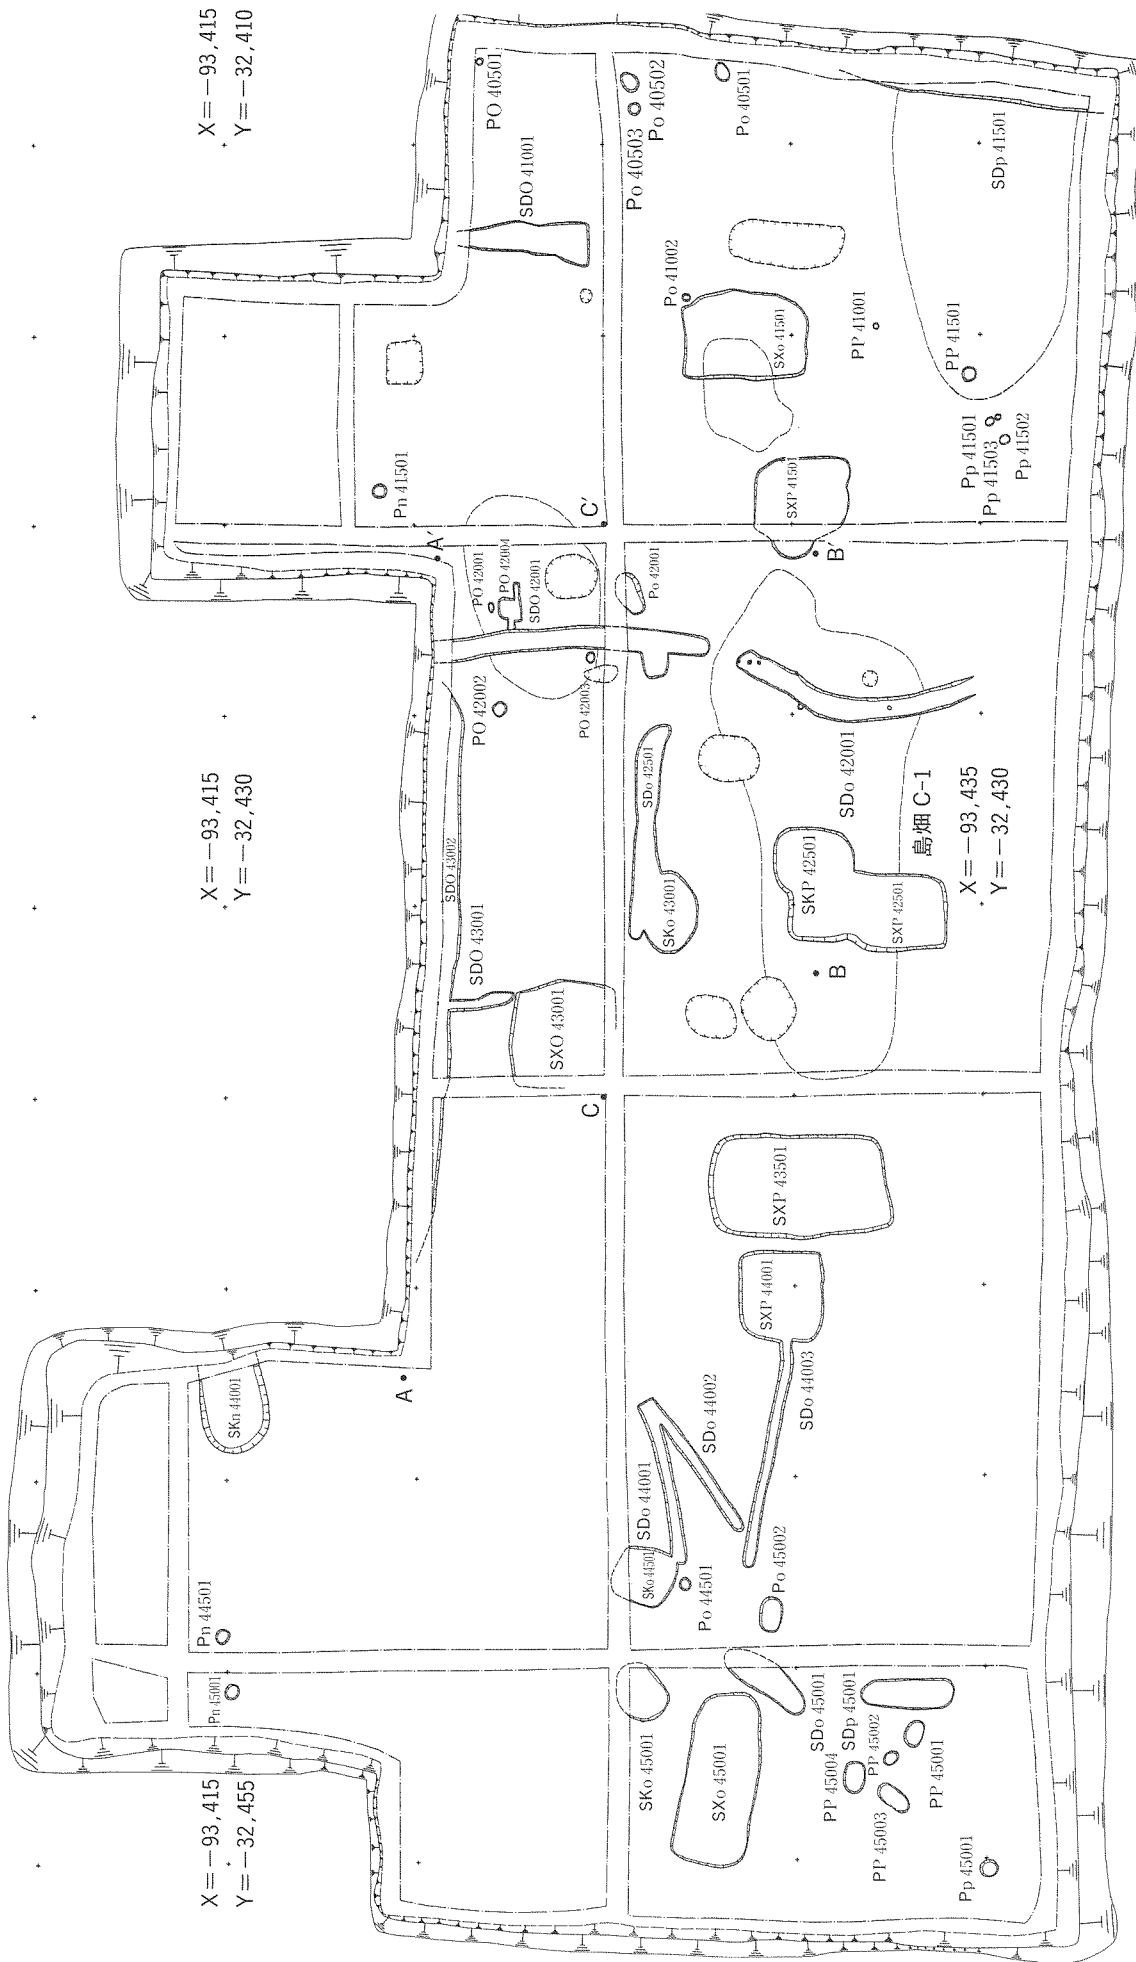 X=−93,415
Y=−32,455
X=−93,415
Y=−32,430
X=−93,415
Y=−32,410
Pn 45001
Pn 44501
SKn 44001
A
SDO 43001
SDO 43002
SXO 43001
PO 42002
PO 42003
A′
PO 42001
PO 42004
SDO 42001
Pn 41501
SDO 41001
PO 40501
C
C′
SKo 45001
SXo 45001
SDo 45001
SDp 45001
PP 45004
PP 45002
PP 45003
PP 45001
Pp 45001
SKo 44501
Po 44501
SDo 44001
SDo 44002
Po 45002
SDo 44003
SXP 44001
SXP 43501
SKo 43001
SDo 42501
B
SKP 42501
SXP 42501
SDo 42001
島畑 C-1
X=−93,435
Y=−32,430
Po 42001
B′
SXP 41501
SXo 41501
Po 41002
PP 41001
PP 41501
Pp 41501
Pp 41503
Pp 41502
Po 40503
Po 40502
Po 40501
SDp 41501